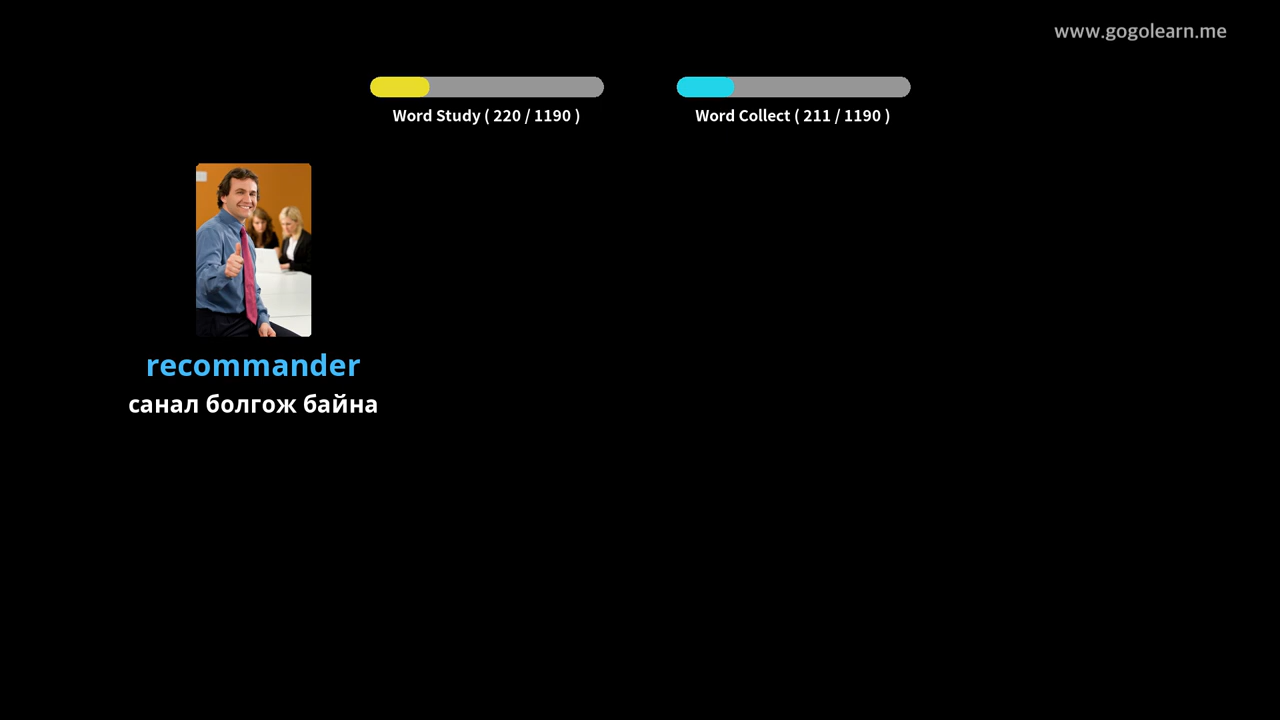 www.gogolearn.me
Word Study ( 220 / 1190 )
Word Collect ( 211 / 1190 )
recommander
санал болгож байна